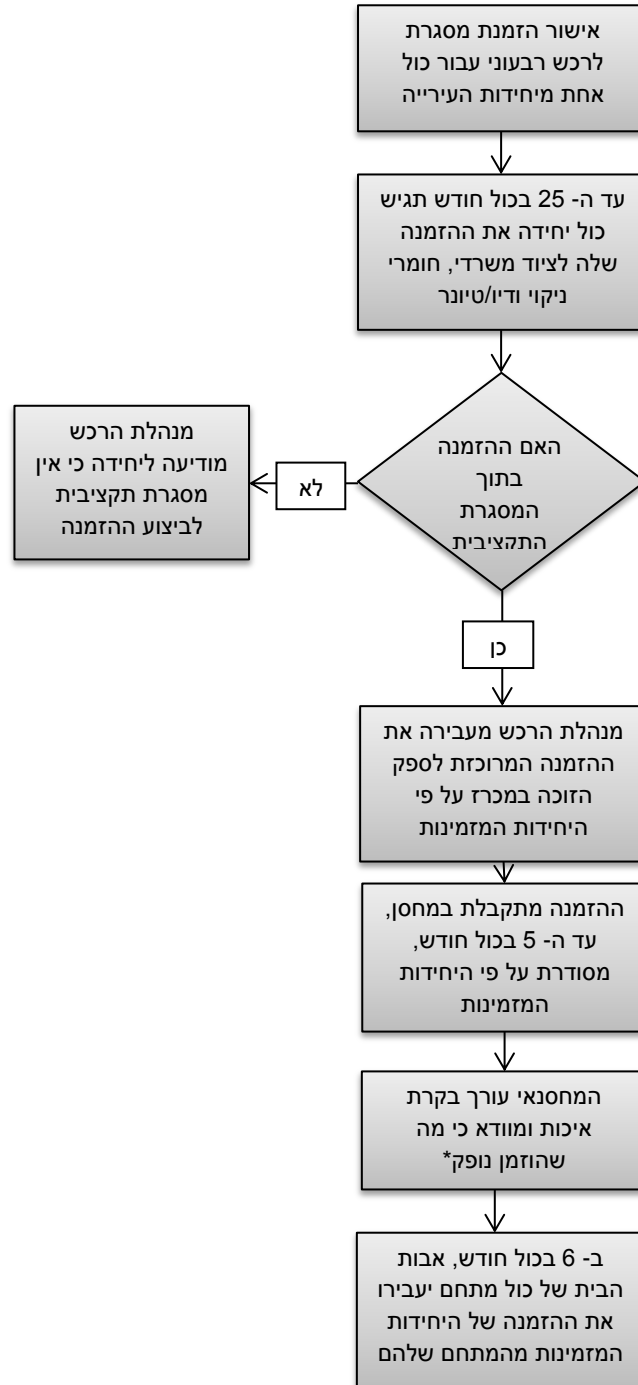 אישור הזמנת מסגרת
לרכש רבעוני עבור כול
אחת מיחידות העירייה
עד ה- 25 בכול חודש תגיש
כול יחידה את ההזמנה
שלה לציוד משרדי, חומרי
ניקוי ודיו/טיונר
האם ההזמנה
בתוך
המסגרת
התקציבית
לא
מנהלת הרכש
מודיעה ליחידה כי אין
מסגרת תקציבית
לביצוע ההזמנה
כן
מנהלת הרכש מעבירה את
ההזמנה המרוכזת לספק
הזוכה במכרז על פי
היחידות המזמינות
ההזמנה מתקבלת במחסן,
עד ה- 5 בכול חודש,
מסודרת על פי היחידות
המזמינות
המחסנאי עורך בקרת
איכות ומוודא כי מה
שהוזמן נופק*
ב- 6 בכול חודש, אבות
הבית של כול מתחם יעבירו
את ההזמנה של היחידות
המזמינות מהמתחם שלהם